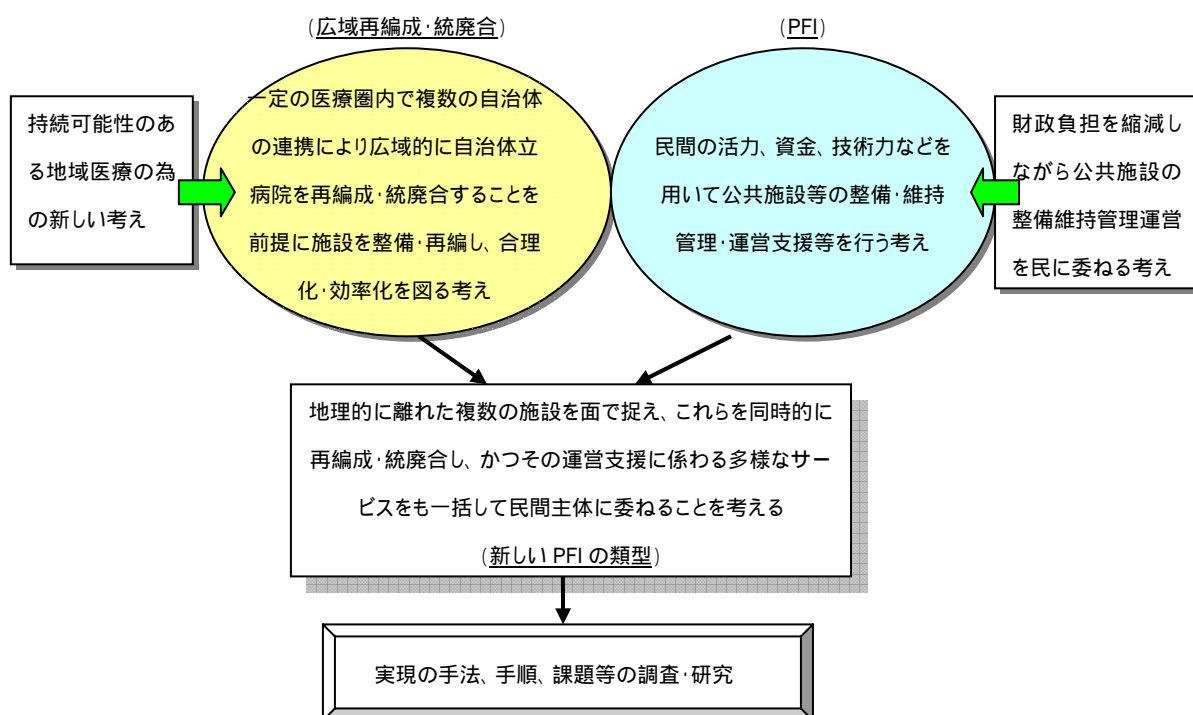 (広域再編成・統廃合)
(PFI)
持続可能性のあ
る地域医療の為
の新しい考え
一定の医療圏内で複数の自治体
の連携により広域的に自治体立
病院を再編成・統廃合することを
前提に施設を整備・再編し、合理
化・効率化を図る考え
民間の活力、資金、技術力などを
用いて公共施設等の整備・維持
管理・運営支援等を行う考え
財政負担を縮減し
ながら公共施設の
整備維持管理運営
を民に委ねる考え
地理的に離れた複数の施設を面で捉え、これらを同時的に
再編成・統廃合し、かつその運営支援に係わる多様なサー
ビスをも一括して民間主体に委ねることを考える
(新しい PFI の類型)
実現の手法、手順、課題等の調査・研究